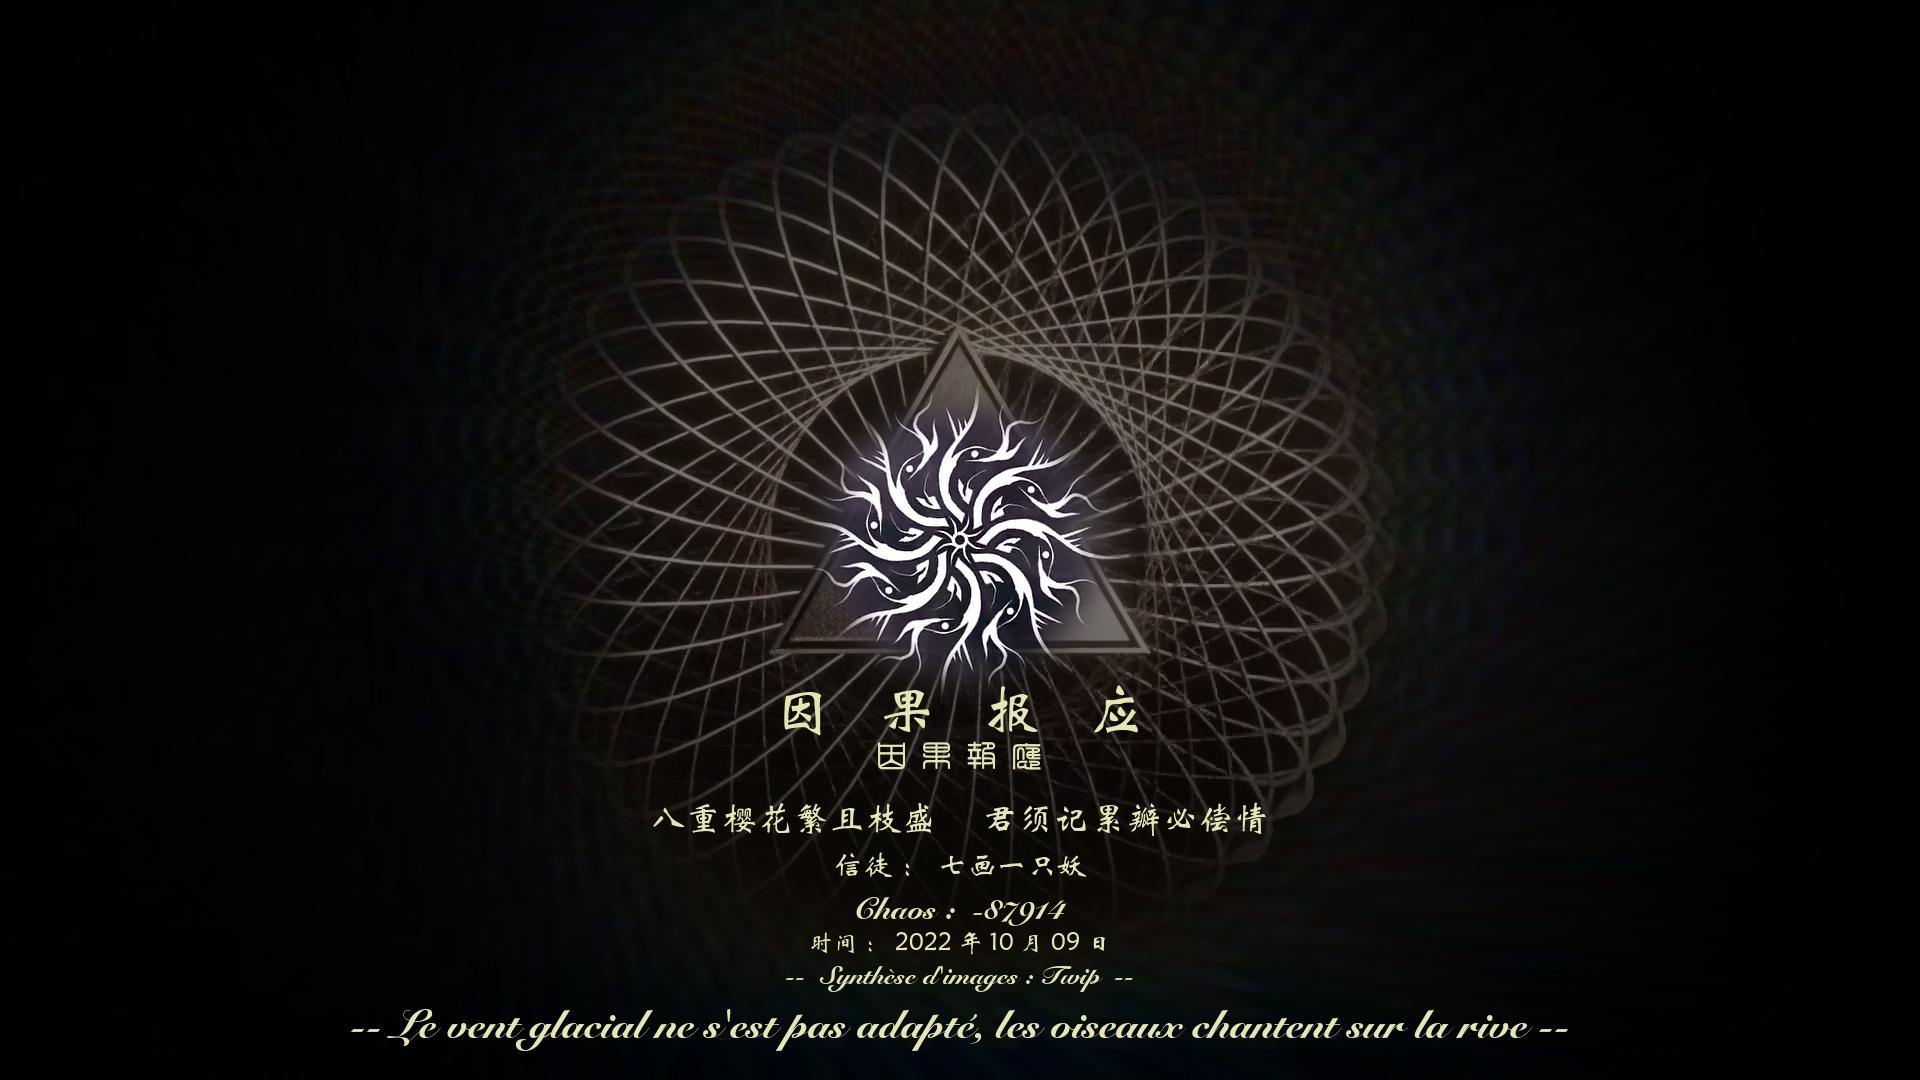 因果报应
因果報應
八重樱花繁且枝盛 君须记累瓣必偿情
信徒： 七画一只妖
Chaos : -87914
时间： 2022 年 10 月 09 日
-- Synthèse d'images : Twip --
-- Le vent glacial ne s'est pas adapté, les oiseaux chantent sur la rive --